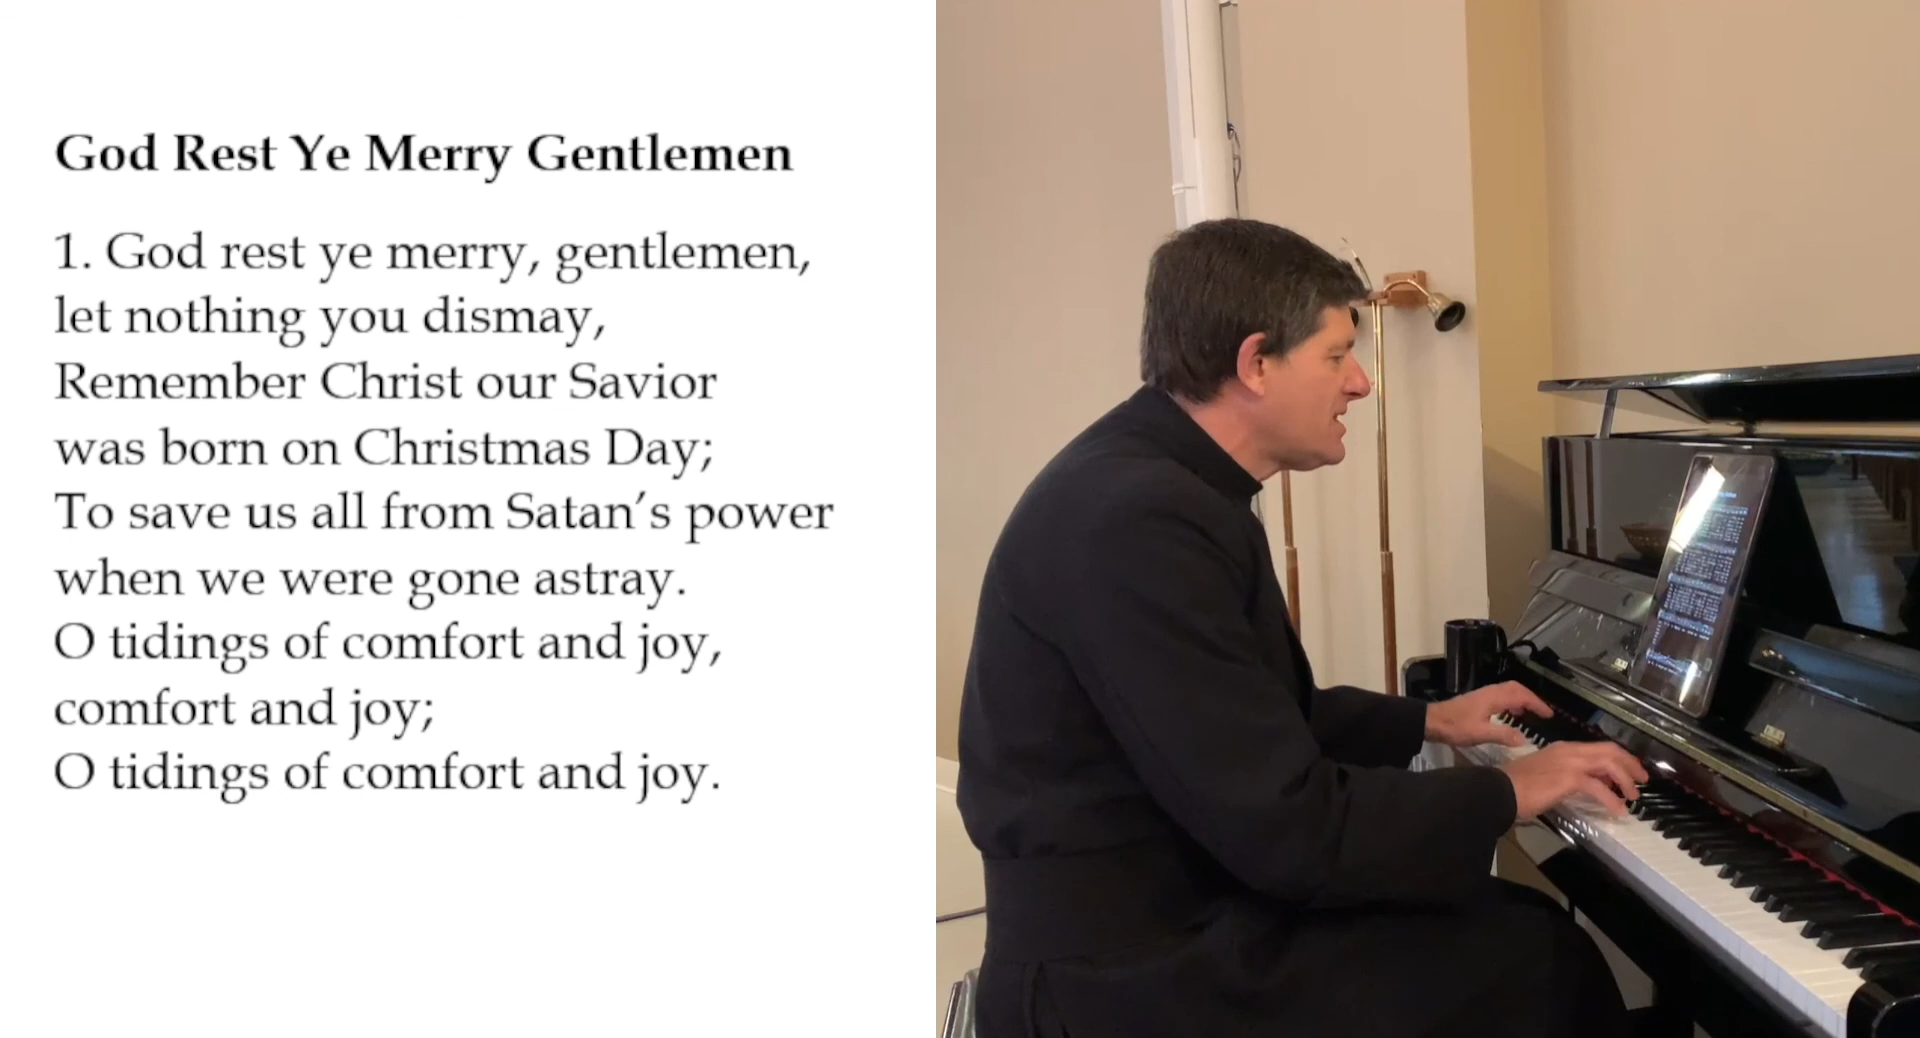 God Rest Ye Merry Gentlemen
1. God rest ye merry, gentlemen,
let nothing you dismay,
Remember Christ our Savior
was born on Christmas Day;
To save us all from Satan’s power
when we were gone astray.
O tidings of comfort and joy,
comfort and joy;
O tidings of comfort and joy.